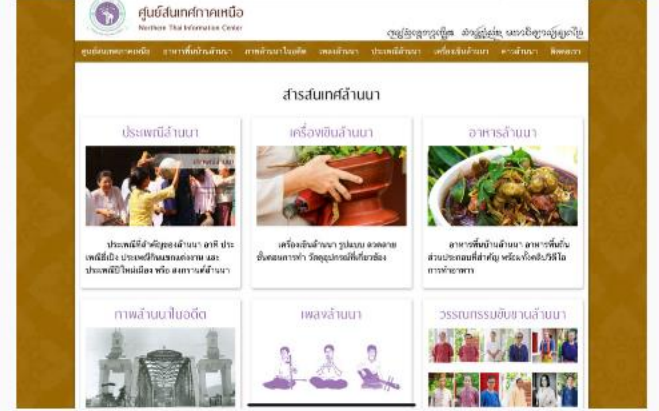 ศูนย์สนเทศภาคเหนือ
Northern Thai Information Center
ศูนย์สนเทศภาคเหนือ อาหารพื้นบ้านล้านนา ภาพล้านนาในอดีต เพลงล้านนา ประเพณีล้านนา เครื่องเขินล้านนา ดาวล้านนา ติดต่อเรา
สารสนเทศล้านนา
ประเพณีล้านนา
ประเพณีที่สำคัญของล้านนา อาทิ ประ
เพณียี่เป็ง ประเพณีกินแขกแต่งงาน และ
ประเพณีปีใหม่เมือง หรือ สงกรานต์ล้านนา
เครื่องเขินล้านนา
เครื่องเขินล้านนา รูปแบบ ลวดลาย
ขั้นตอนการทำ วัสดุอุปกรณ์ที่เกี่ยวข้อง
อาหารล้านนา
อาหารพื้นบ้านล้านนา อาหารพื้นถิ่น
ส่วนประกอบที่สำคัญ พร้อมทั้งคลิปวิดีโอ
การทำอาหาร
ภาพล้านนาในอดีต
เพลงล้านนา
วรรณกรรมขับขานล้านนา